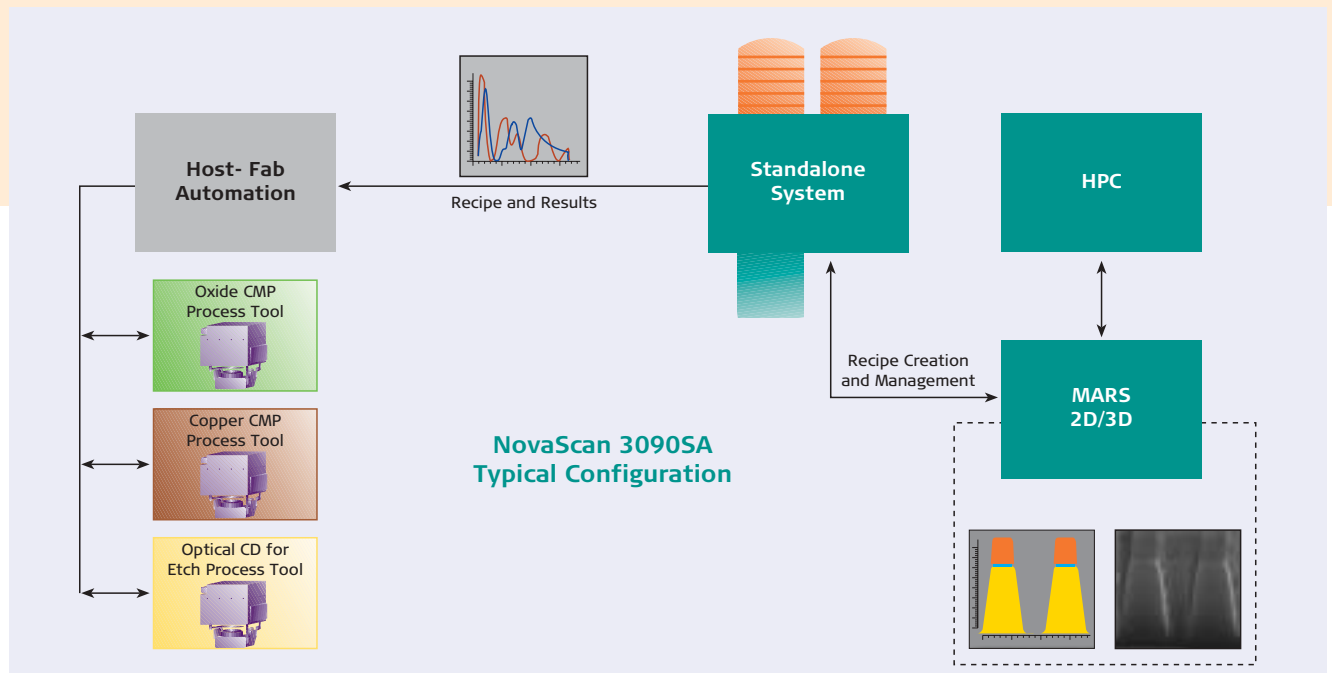 Host- Fab
Automation
Recipe and Results
Standalone
System
HPC
Oxide CMP
Process Tool
Recipe Creation
and Management
MARS
2D/3D
Copper CMP
Process Tool
NovaScan 3090SA
Typical Configuration
Optical CD for
Etch Process Tool